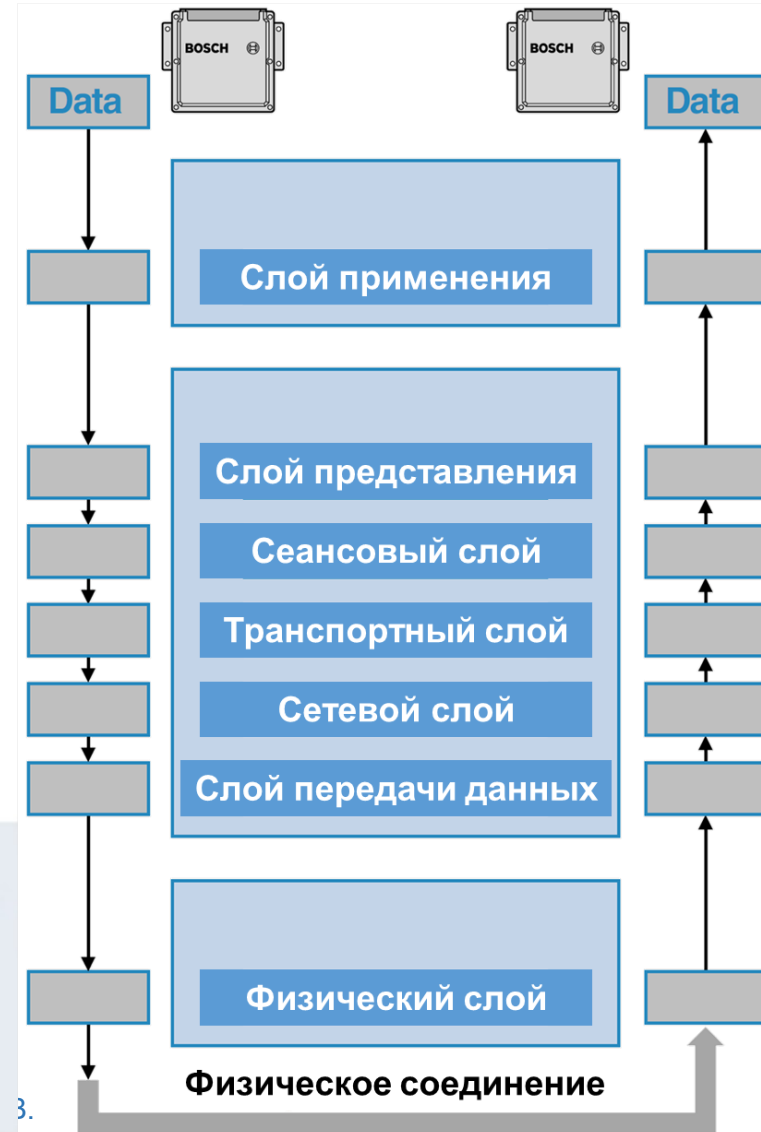 BOSCH
BOSCH
Data
Data
Слой применения
Слой представления
Сеансовый слой
Транспортный слой
Сетевой слой
Слой передачи данных
Физический слой
Физическое соединение
3.